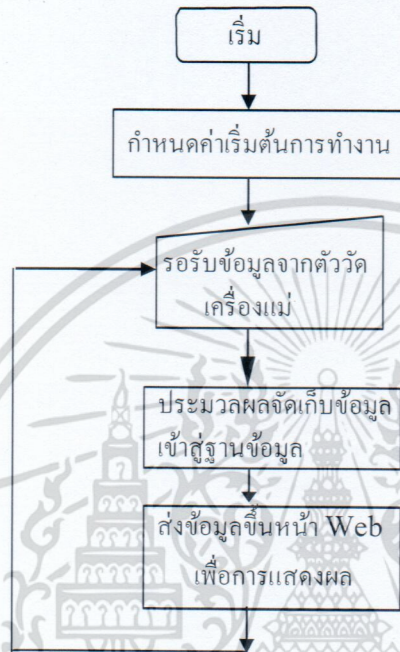 เริ่ม
กำหนดค่าเริ่มต้นการทำงาน
รอรับข้อมูลจากตัววัด
เครื่องแม่
ประมวลผลจัดเก็บข้อมูล
เข้าสู่ฐานข้อมูล
ส่งข้อมูลขึ้นหน้า Web
เพื่อการแสดงผล